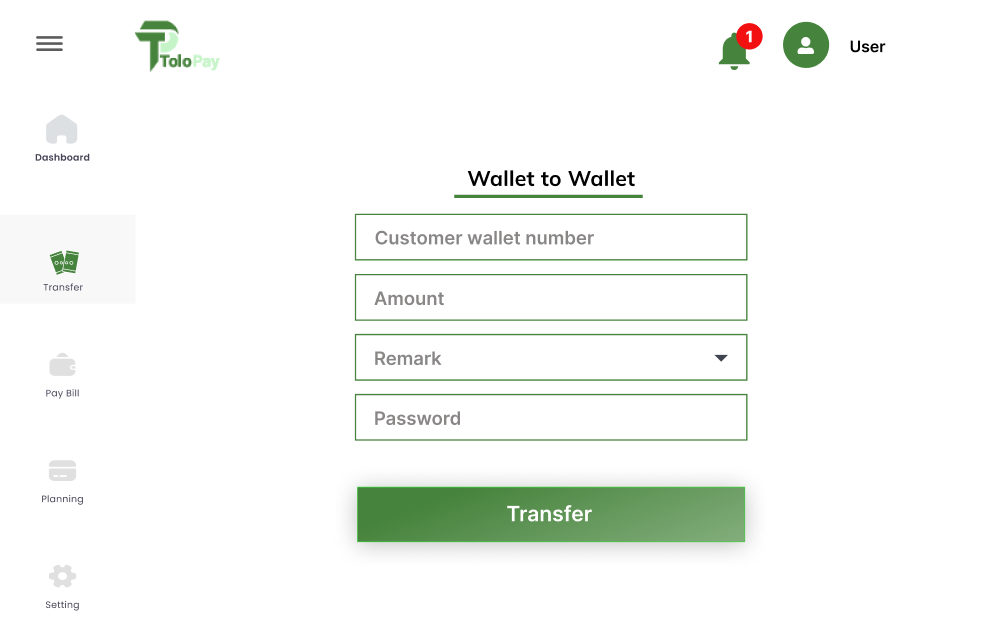 ToloPay
1
User
Dashboard
Transfer
Pay Bill
Planning
Setting
Wallet to Wallet
Customer wallet number
Amount
Remark
Password
Transfer